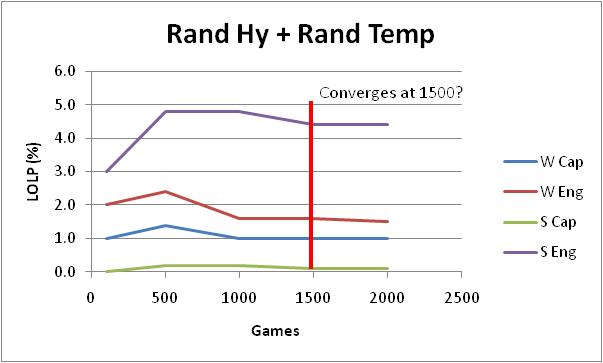 Rand Hy + Rand Temp
Converges at 1500?
LOLP (%)
6.0
5.0
4.0
3.0
2.0
1.0
0.0
0 500 1000 1500 2000 2500
Games
W Cap
W Eng
S Cap
S Eng